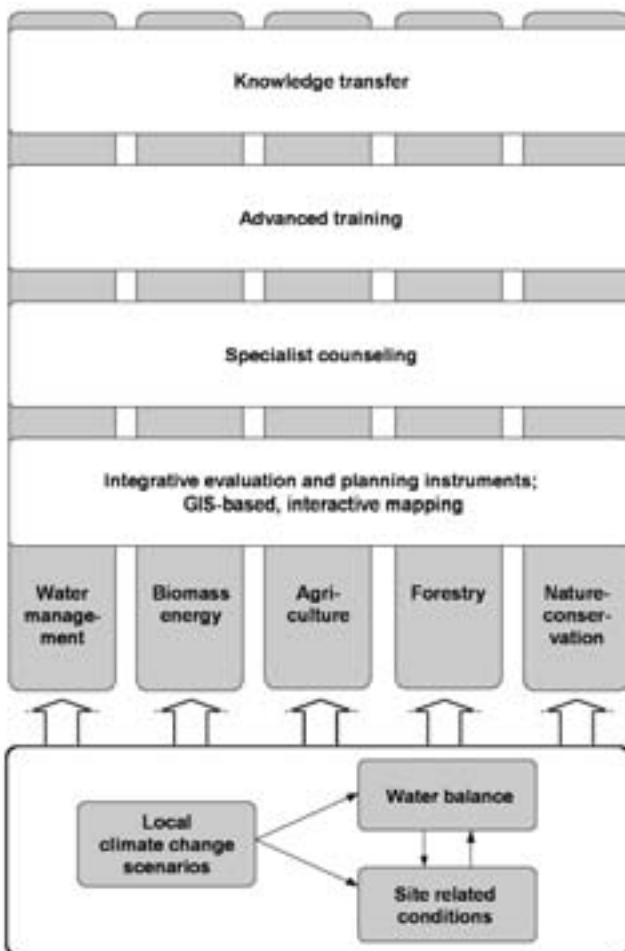 Knowledge transfer
Advanced training
Specialist counseling
Integrative evaluation and planning instruments;
GIS-based, interactive mapping
Water
manage-
ment
Biomass
energy
Agri-
culture
Forestry
Nature-
conser-
vation
Local
climate change
scenarios
Water balance
Site related
conditions